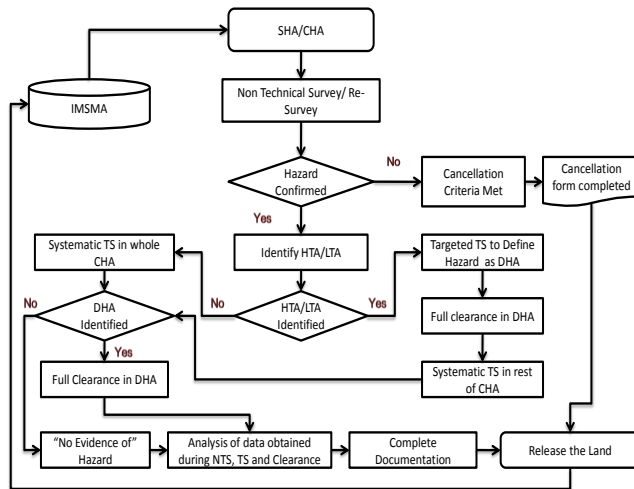 SHA/CHA
IMSMA
Non Technical Survey/ Re-
Survey
Hazard
Confirmed
No
Cancellation
Criteria Met
Cancellation
form completed
Yes
Systematic TS in whole
CHA
Identify HTA/LTA
Targeted TS to Define
Hazard as DHA
No
DHA
Identified
No
HTA/LTA
Identified
Yes
Full clearance in DHA
Yes
Full Clearance in DHA
Systematic TS in rest
of CHA
“No Evidence of”
Hazard
Analysis of data obtained
during NTS, TS and Clearance
Complete
Documentation
Release the Land